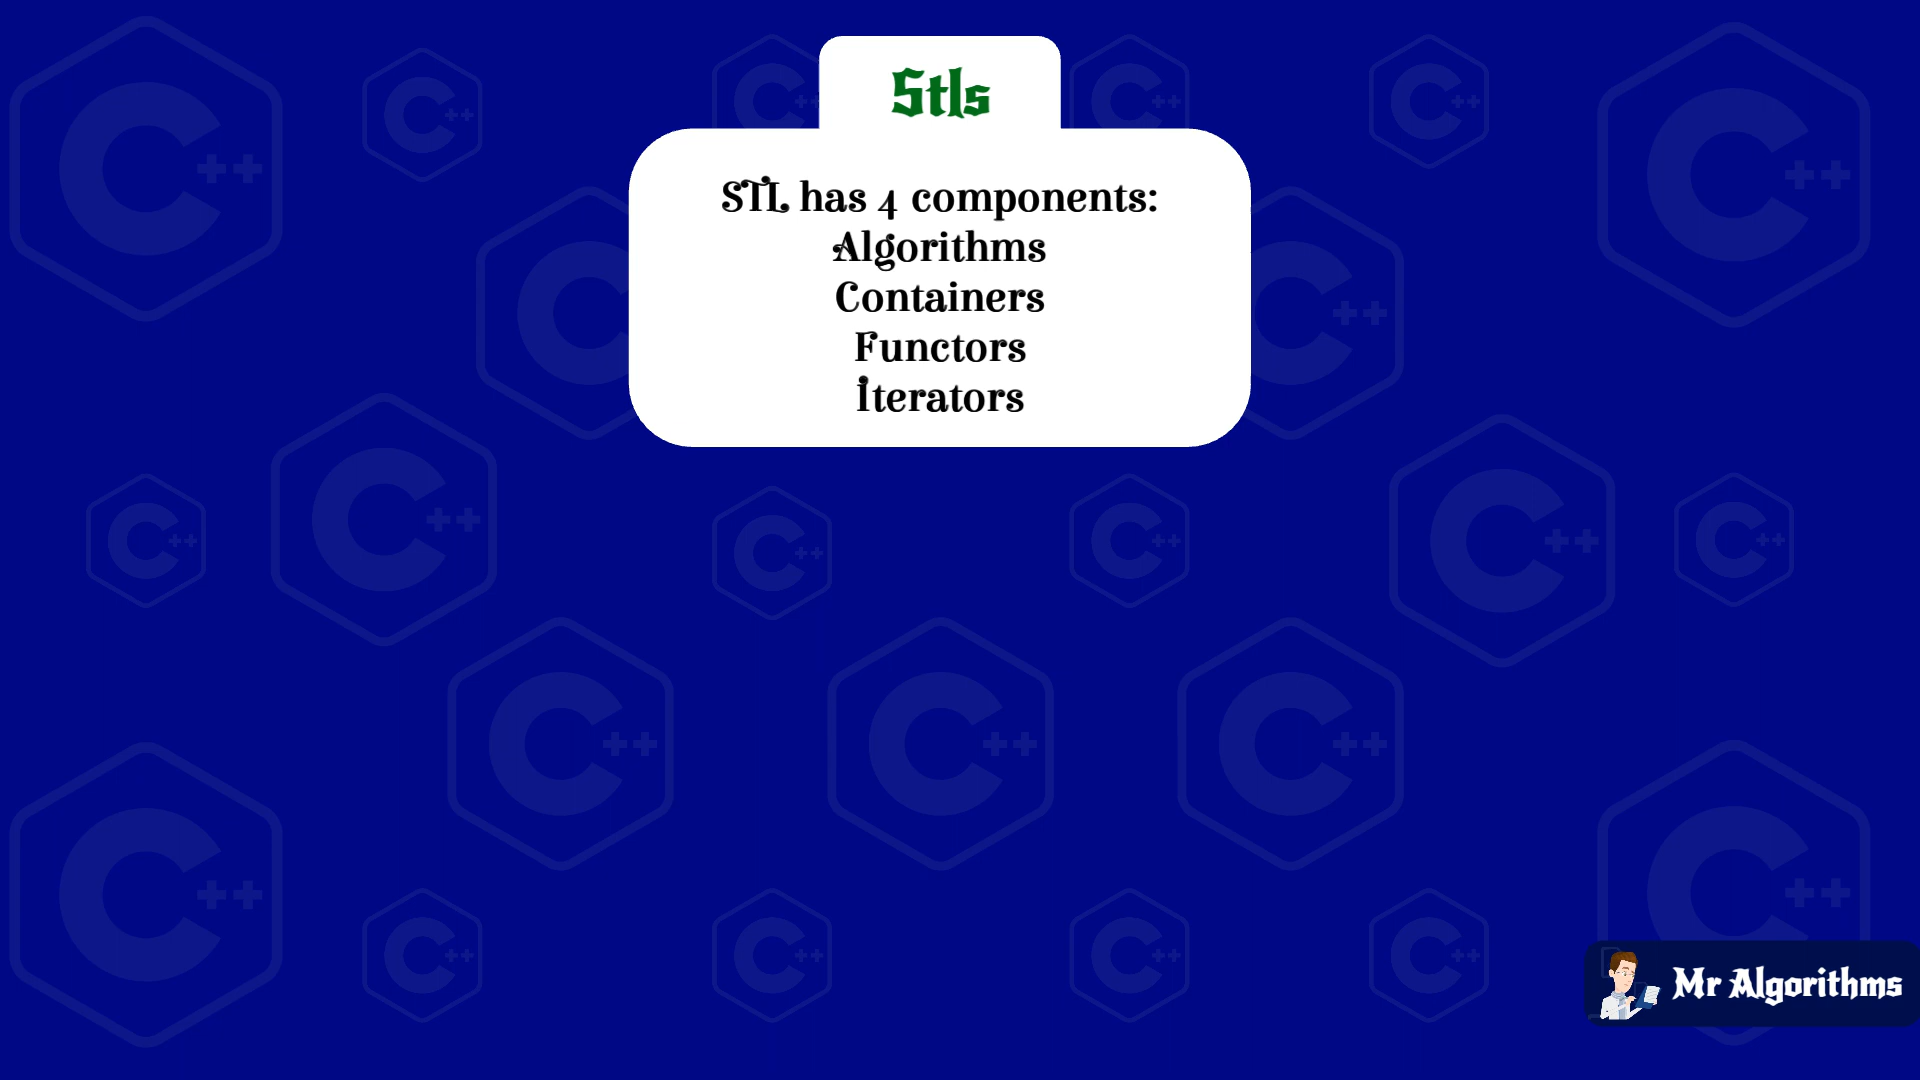 Stls
STL has 4 components:
Algorithms
Containers
Functors
Iterators
Mr Algorithms